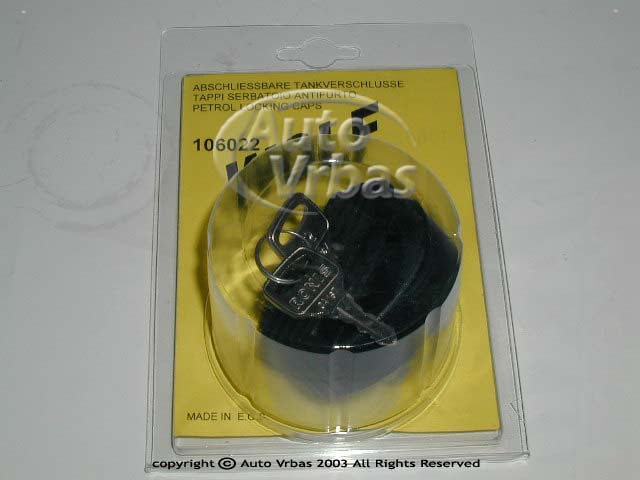 ABSCHLIESSBARE TANKVERSCHLUSSE
TAPPI SERBATOIO ANTIFURTO
PETROL LOCKING CAPS
106022
Auto
Vrbas
RONIS
MADE IN E.C.
copyright © Auto Vrbas 2003 All Rights Reserved